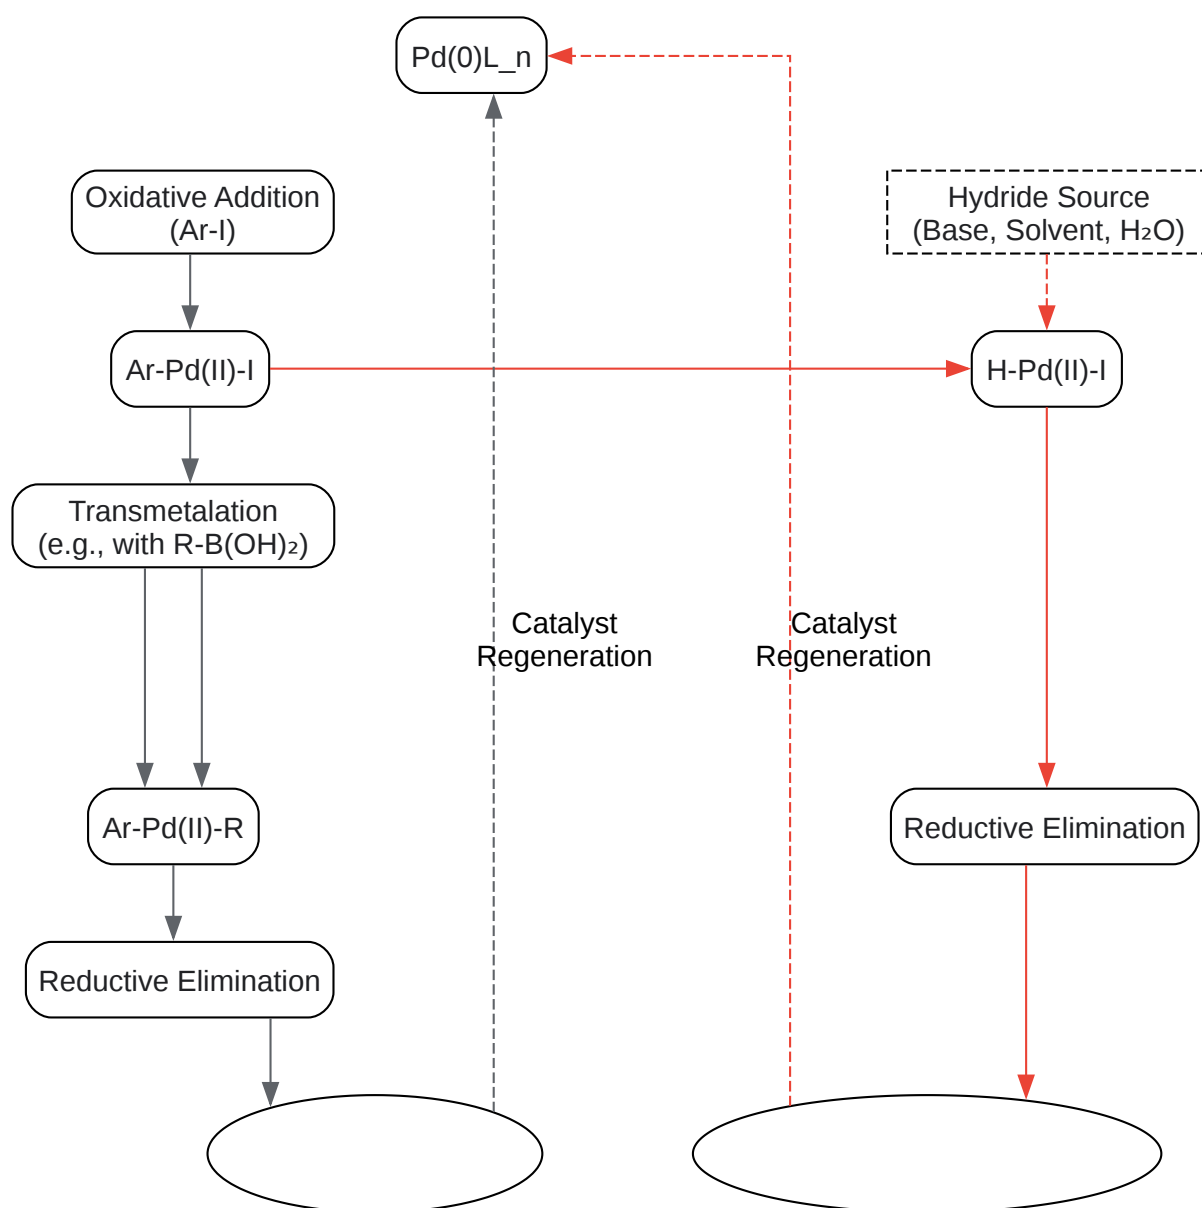 Pd(0)L_n
Oxidative Addition
(Ar-I)
Hydride Source
(Base, Solvent, H₂O)
Ar-Pd(II)-I
H-Pd(II)-I
Transmetalation
(e.g., with R-B(OH)₂)
Catalyst
Regeneration
Catalyst
Regeneration
Ar-Pd(II)-R
Reductive Elimination
Reductive Elimination